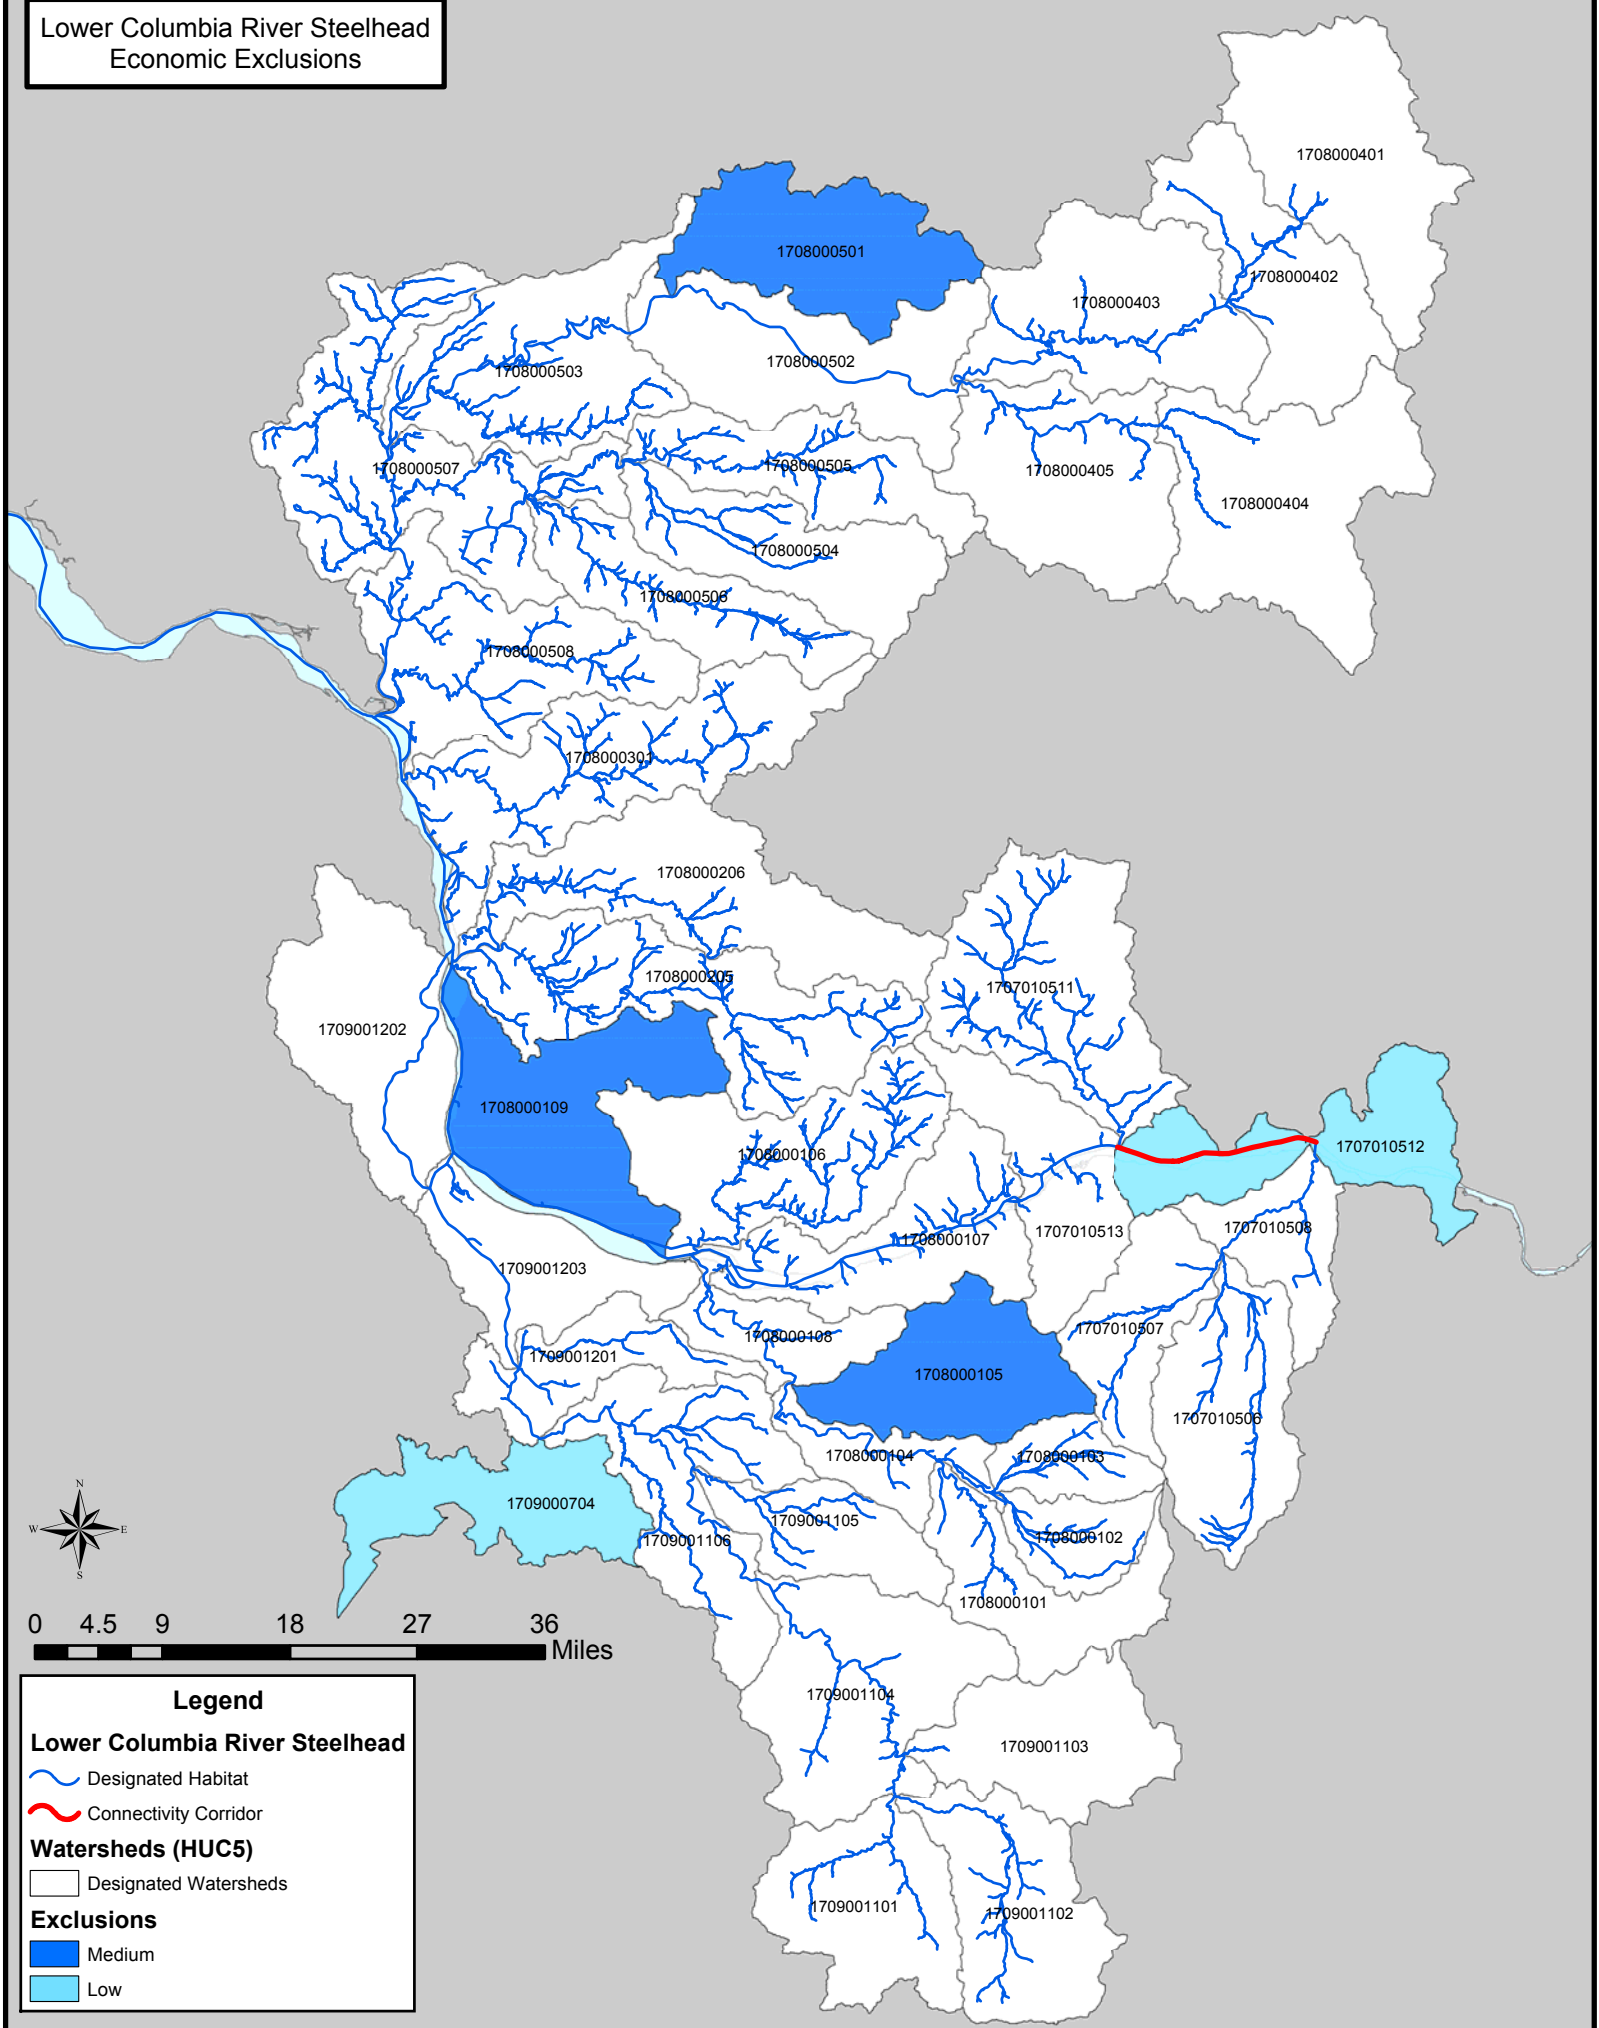 Lower Columbia River Steelhead
Economic Exclusions
1708000401
1708000501
1708000402
1708000403
1708000502
1708000503
1708000505
1708000507
1708000405
1708000404
1708000504
1708000506
1708000508
1708000301
1708000206
1708000205
1707010511
1709001202
1708000109
1707010512
1708000106
1707010508
1707010513
1708000107
1709001203
1707010507
1708000108
1709001201
1708000105
1707010506
1708000104
1708000103
1709000704
1709001105
1708000102
1709001106
1708000101
1709001104
1709001103
1709001101
1709001102
N
W E
S
0 4.5 9 18 27 36
Miles
Legend
Lower Columbia River Steelhead
Designated Habitat
Connectivity Corridor
Watersheds (HUC5)
Designated Watersheds
Exclusions
Medium
Low